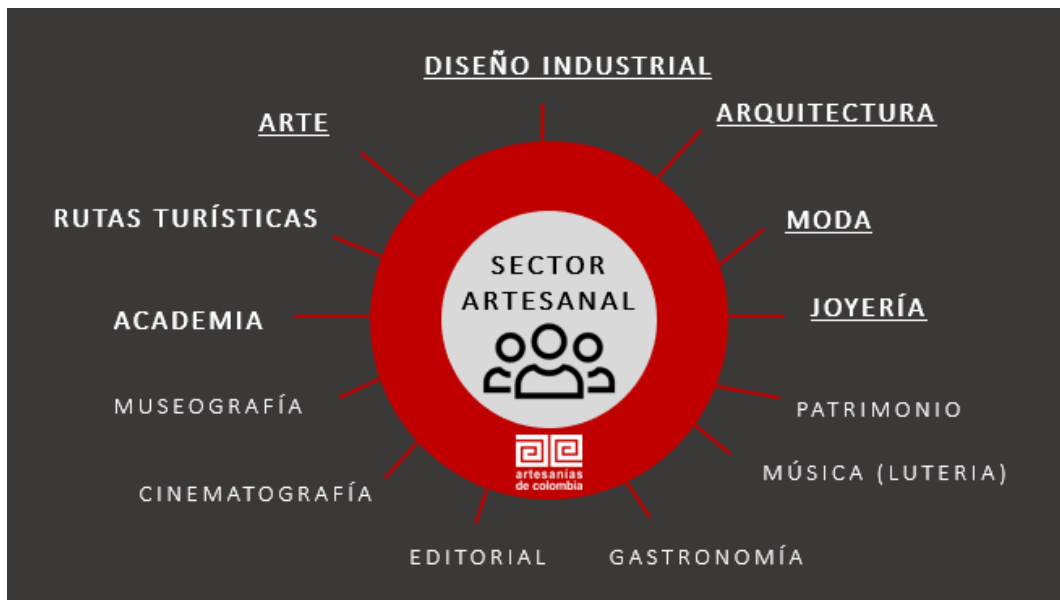 DISEÑO INDUSTRIAL
ARTE
ARQUITECTURA
RUTAS TURÍSTICAS
MODA
SECTOR
ARTESANAL
ACADEMIA
JOYERÍA
MUSEOGRAFÍA
PATRIMONIO
artesanías
de colombia
CINEMATOGRAFÍA
MÚSICA (LUTERIA)
EDITORIAL
GASTRONOMÍA